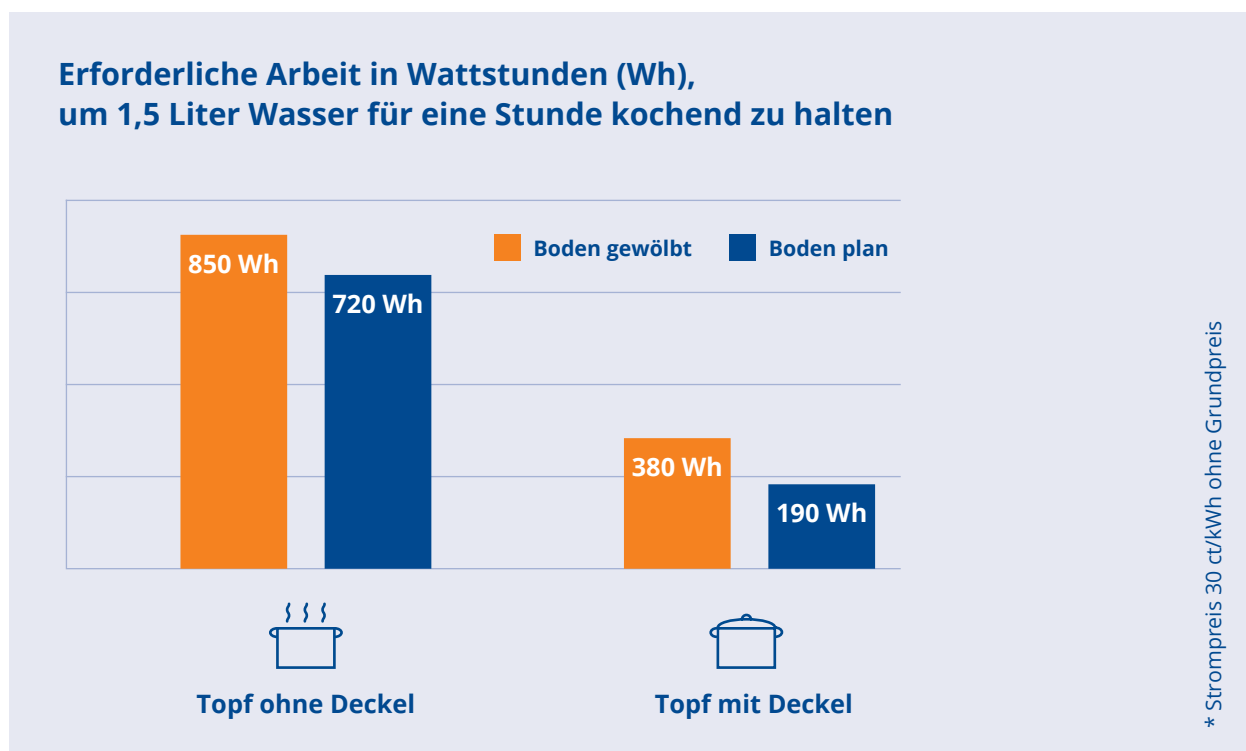 Erforderliche Arbeit in Wattstunden (Wh),
um 1,5 Liter Wasser für eine Stunde kochend zu halten
Boden gewölbt
Boden plan
850 Wh
720 Wh
380 Wh
190 Wh
Topf ohne Deckel
Topf mit Deckel
* Strompreis 30 ct/kWh ohne Grundpreis